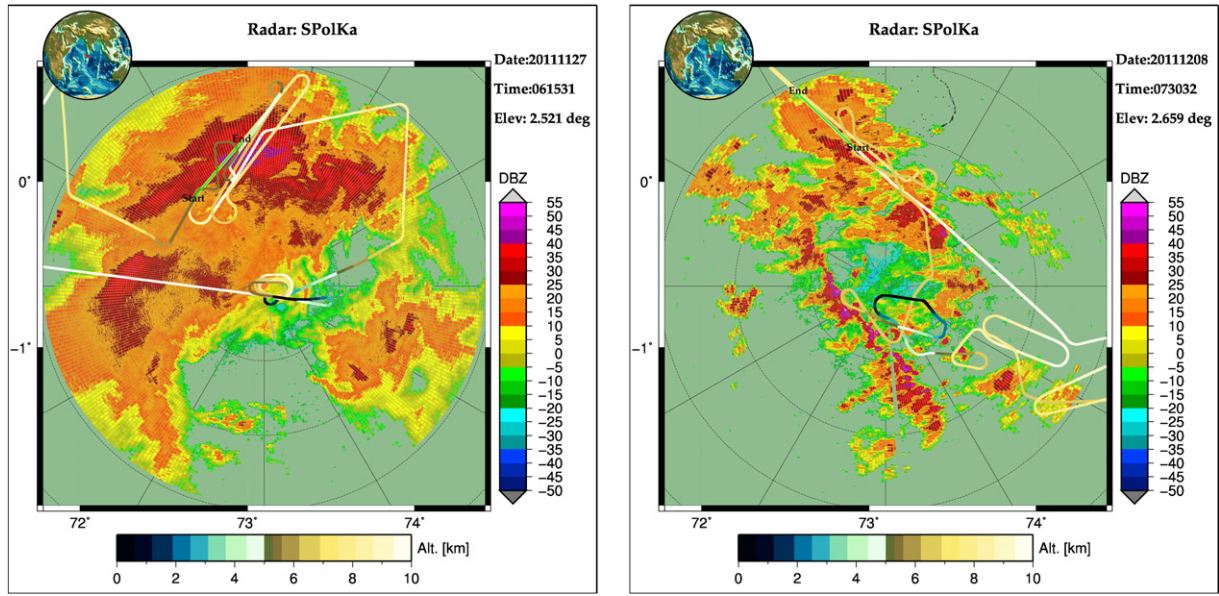 Radar: SPolKa
Date:20111127
Time:061531
Elev: 2.521 deg
End
Start
0°
-1°
72° 73° 74°
DBZ
55
50
45
40
35
30
25
20
15
10
5
0
-5
-10
-15
-20
-25
-30
-35
-40
-45
-50
Alt. [km]
0 2 4 6 8 10
Radar: SPolKa
Date:20111208
Time:073032
Elev: 2.659 deg
End
Start
0°
-1°
72° 73° 74°
DBZ
55
50
45
40
35
30
25
20
15
10
5
0
-5
-10
-15
-20
-25
-30
-35
-40
-45
-50
Alt. [km]
0 2 4 6 8 10